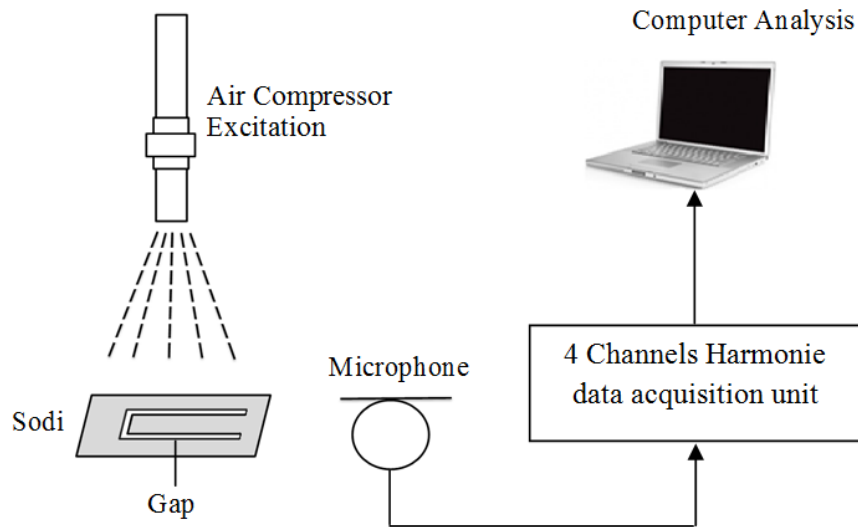 Computer Analysis
Air Compressor
Excitation
Microphone
4 Channels Harmonie
data acquisition unit
Sodi
Gap